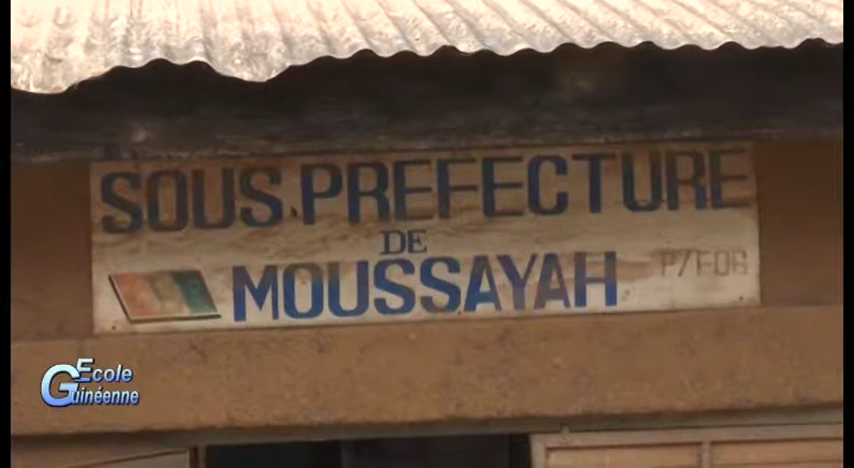 SOUS PREFECTURE
DE
MOUSSAYAH
P/FOR
Ecole
Guinéenne